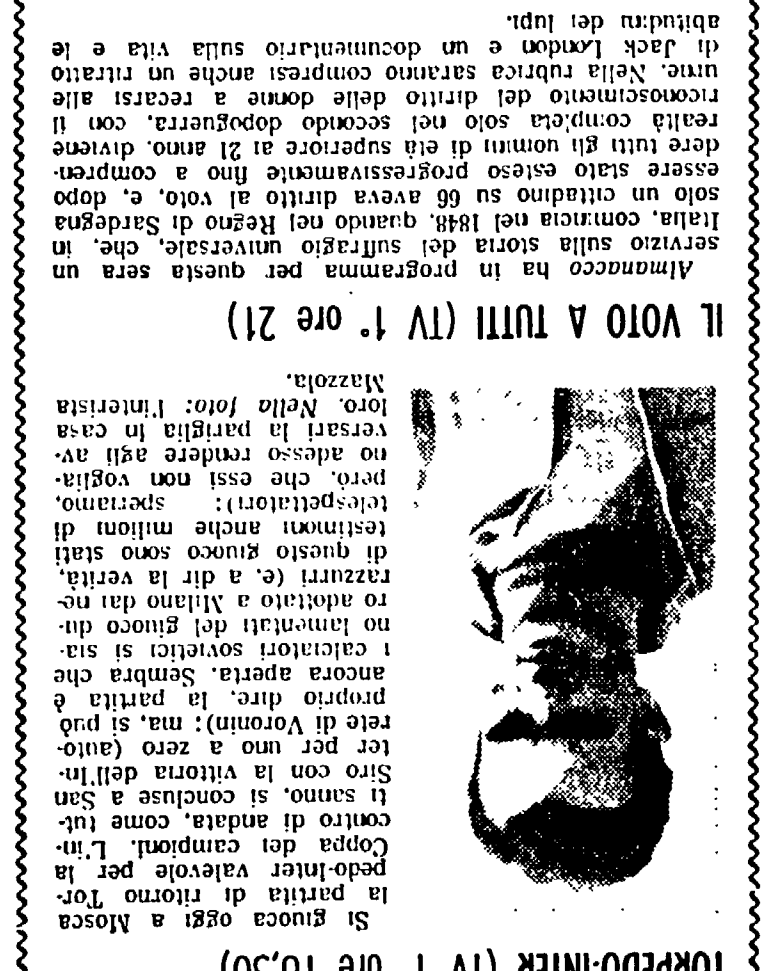 TORPEDO-INTER (TV 1 ore
Si giuoca oggi a Mosca
la partita di ritorno Tor-
pedo-Inter valevole per la
Coppa dei campioni. L'in-
contro di andata, come tut-
ti sanno, si concluse a San
Siro con la vittoria dell'In-
ter per uno a zero (auto-
rete di Voronin): ma, si può
proprio dire, la partita è
ancora aperta. Sembra che
i calciatori sovietici si sia-
no lamentati del giuoco du-
ro adottato a Milano dai ne-
razzurri (e, a dir la verità,
di questo giuoco sono stati
testimoni anche milioni di
telespettatori): speriamo,
però, che essi non voglia-
no adesso rendere agli av-
versari la pariglia in casa
loro. Nella foto: l'interista
Mazzola.
IL VOTO A TUTTI (TV 1° ore 21)
Almanacco ha in programma per questa sera un
servizio sulla storia del suffragio universale, che, in
Italia, comincia nel 1848, quando nel Regno di Sardegna
solo un cittadino su 66 aveva diritto al voto, e, dopo
essere stato esteso progressivamente fino a compren-
dere tutti gli uomini di età superiore ai 21 anno, diviene
realtà completa solo nel secondo dopoguerra, con il
riconoscimento del diritto delle donne a recarsi alle
urne. Nella rubrica saranno compresi anche un ritratto
di Jack London e un documentario sulla vita e le
abitudini dei lupi.